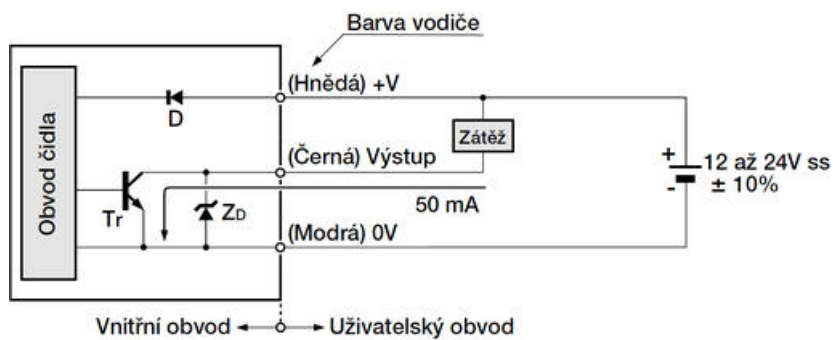 Barva vodiče
(Hnědá) +V
D
Obvod čidla
Zátěž
(Černá) Výstup
+
12 až 24V ss
-
± 10%
Tr
ZD
50 mA
(Modrá) 0V
Vnitřní obvod
Uživatelský obvod